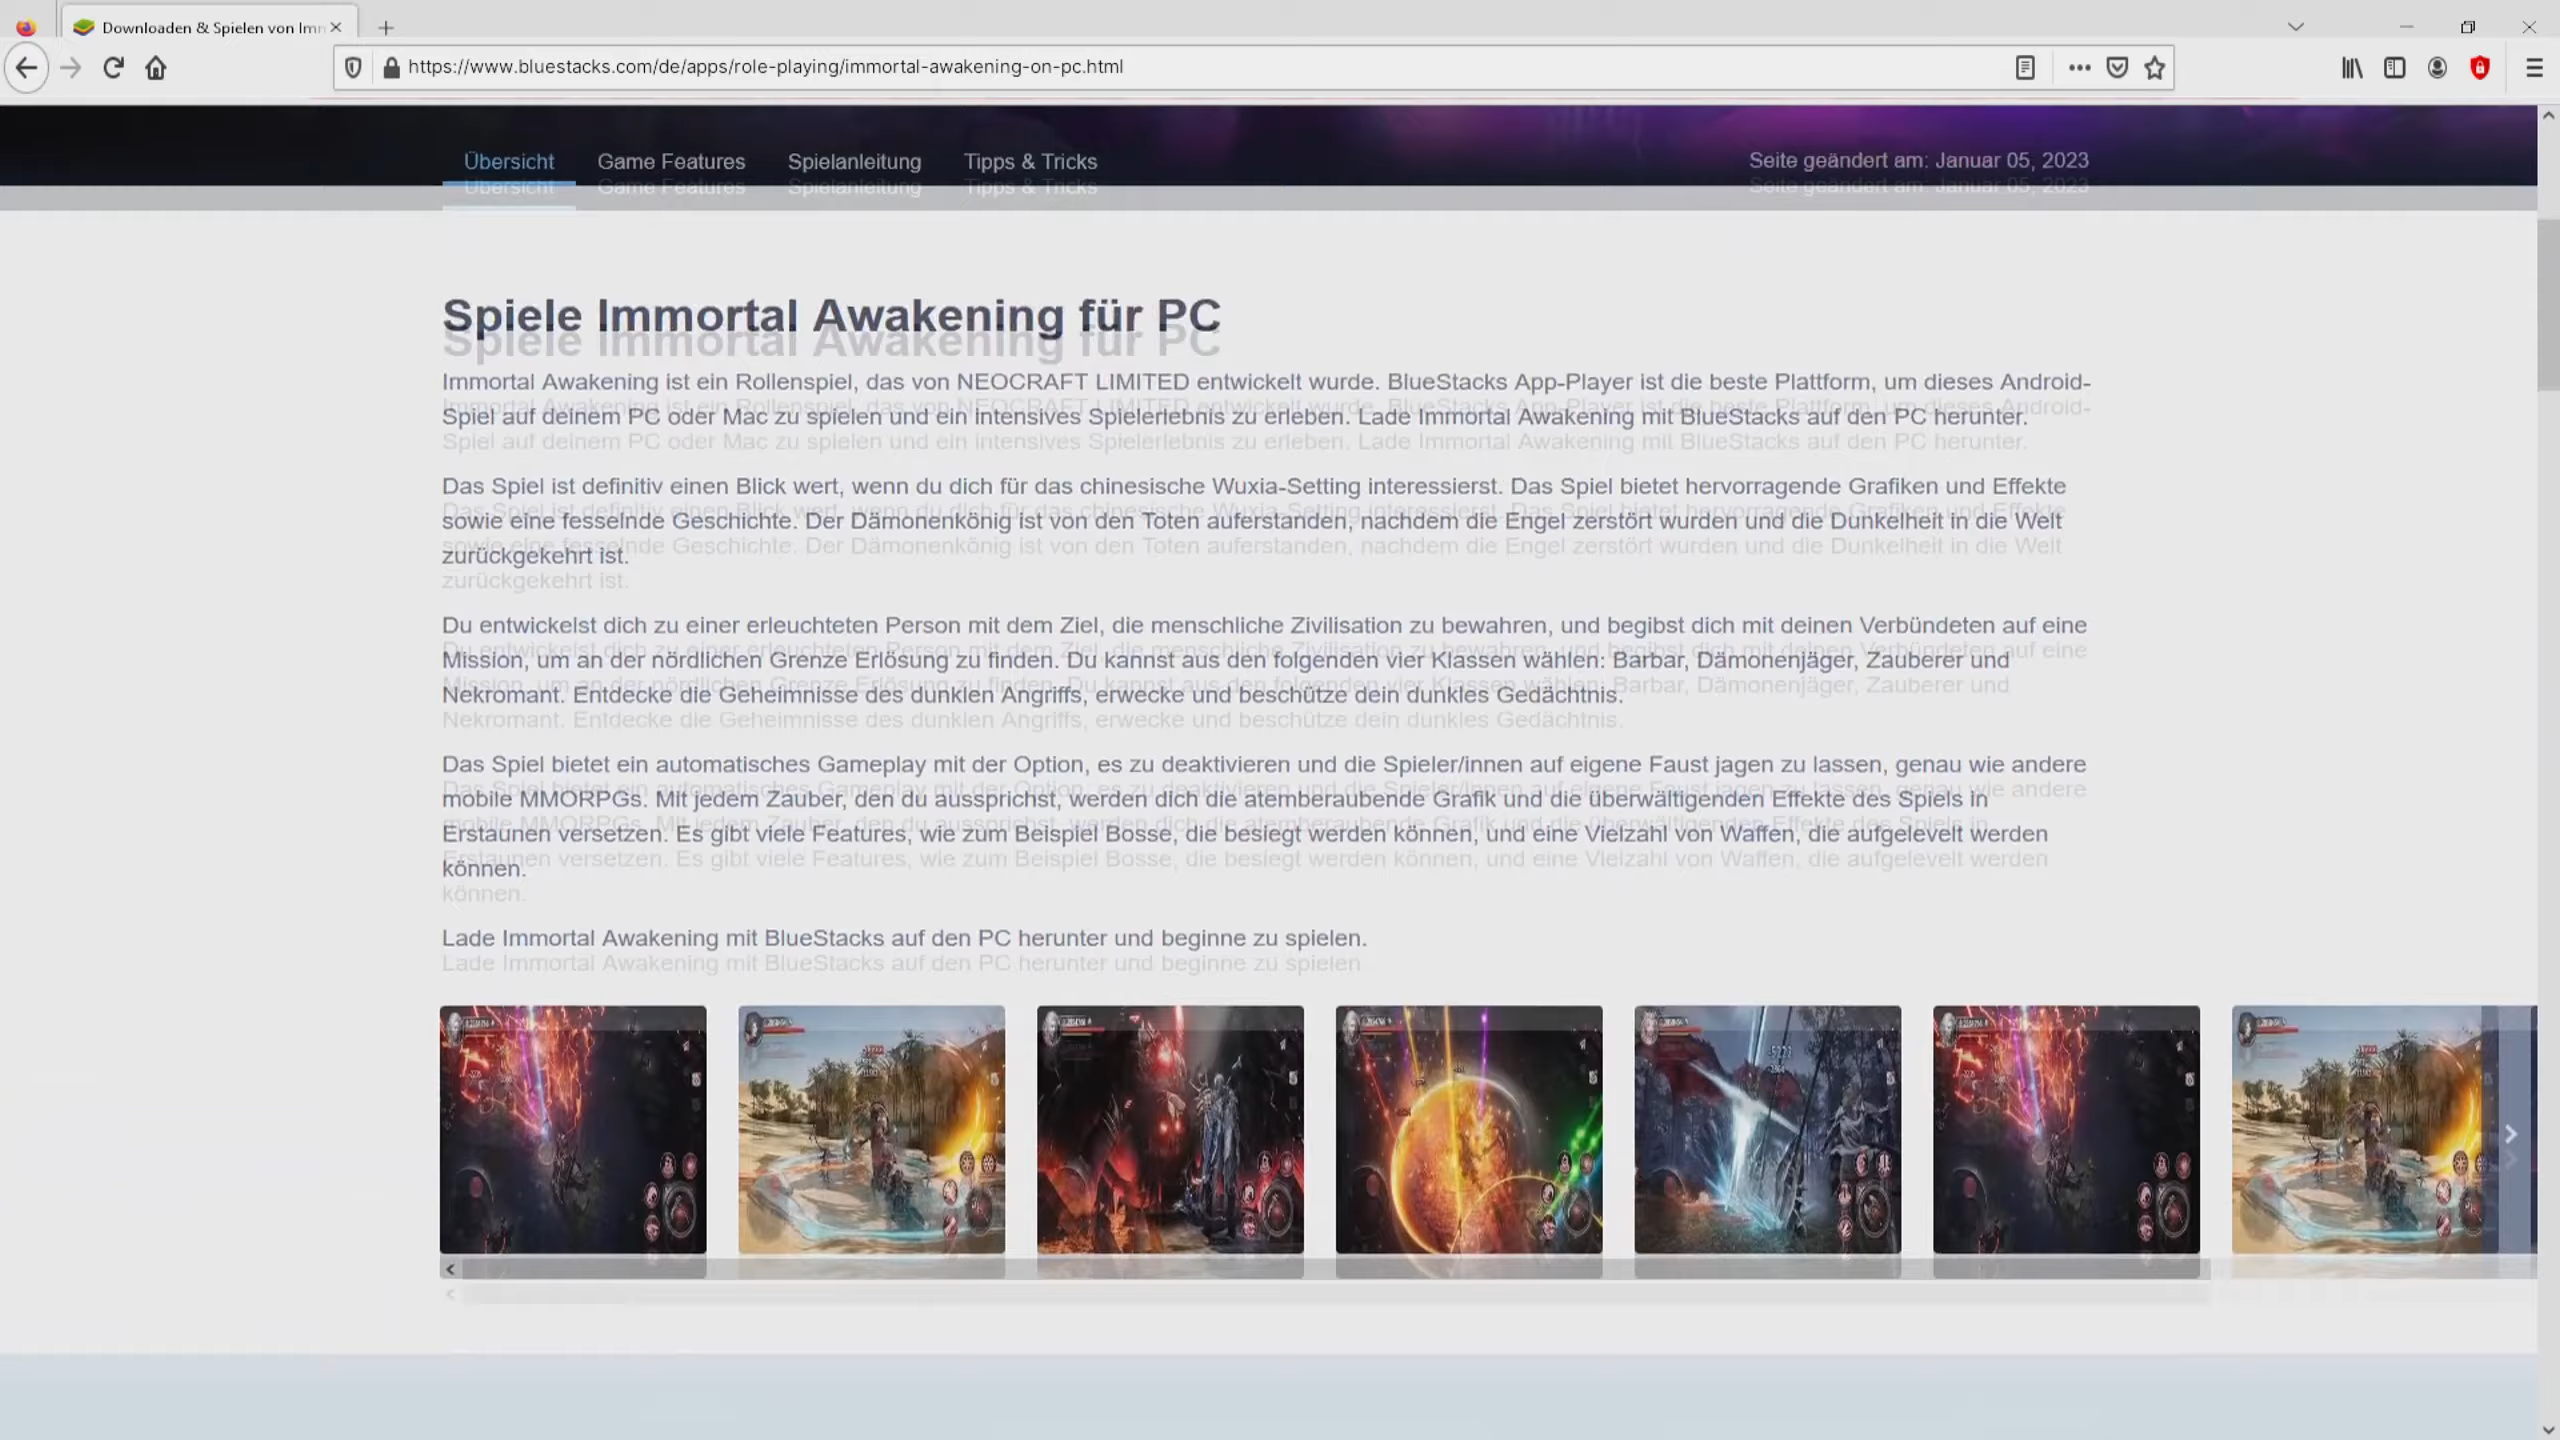 Downloaden & Spielen von Imm
https://www.bluestacks.com/de/apps/role-playing/immortal-awakening-on-pc.html
Übersicht Game Features Spielanleitung Tipps & Tricks Seite geändert am: Januar 05, 2023
Spiele Immortal Awakening für PC
Immortal Awakening ist ein Rollenspiel, das von NEOCRAFT LIMITED entwickelt wurde. BlueStacks App-Player ist die beste Plattform, um dieses Android-
Spiel auf deinem PC oder Mac zu spielen und ein intensives Spielerlebnis zu erleben. Lade Immortal Awakening mit BlueStacks auf den PC herunter.
Das Spiel ist definitiv einen Blick wert, wenn du dich für das chinesische Wuxia-Setting interessierst. Das Spiel bietet hervorragende Grafiken und Effekte
sowie eine fesselnde Geschichte. Der Dämonenkönig ist von den Toten auferstanden, nachdem die Engel zerstört wurden und die Dunkelheit in die Welt
zurückgekehrt ist.
Du entwickelst dich zu einer erleuchteten Person mit dem Ziel, die menschliche Zivilisation zu bewahren, und begibst dich mit deinen Verbündeten auf eine
Mission, um an der nördlichen Grenze Erlösung zu finden. Du kannst aus den folgenden vier Klassen wählen: Barbar, Dämonenjäger, Zauberer und
Nekromant. Entdecke die Geheimnisse des dunklen Angriffs, erwecke und beschütze dein dunkles Gedächtnis.
Das Spiel bietet ein automatisches Gameplay mit der Option, es zu deaktivieren und die Spieler/innen auf eigene Faust jagen zu lassen, genau wie andere
mobile MMORPGs. Mit jedem Zauber, den du aussprichst, werden dich die atemberaubende Grafik und die überwältigenden Effekte des Spiels in
Erstaunen versetzen. Es gibt viele Features, wie zum Beispiel Bosse, die besiegt werden können, und eine Vielzahl von Waffen, die aufgelevelt werden
können.
Lade Immortal Awakening mit BlueStacks auf den PC herunter und beginne zu spielen.